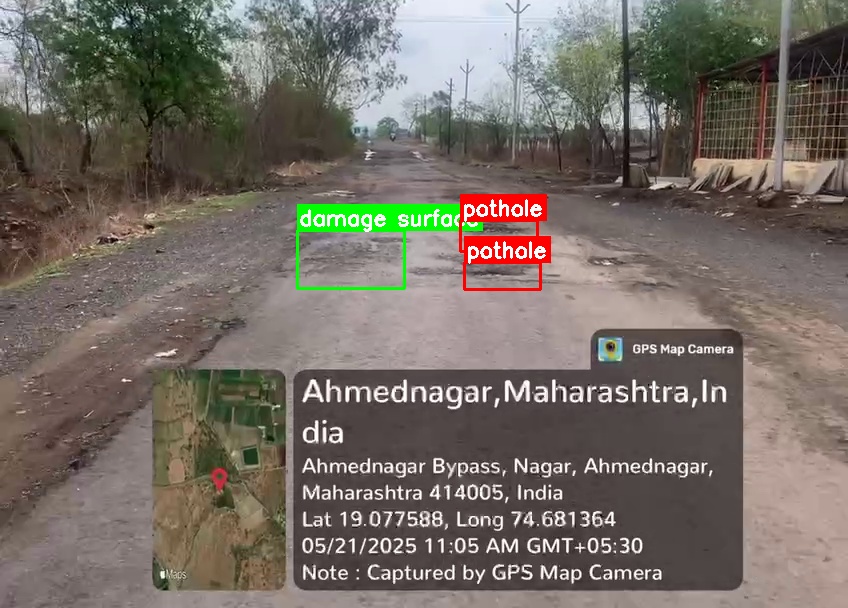 damage surface
pothole
pothole
GPS Map Camera
Ahmednagar,Maharashtra,In
dia
Ahmednagar Bypass, Nagar, Ahmednagar,
Maharashtra 414005, India
Lat 19.077588, Long 74.681364
05/21/2025 11:05 AM GMT+05:30
Note : Captured by GPS Map Camera
Maps